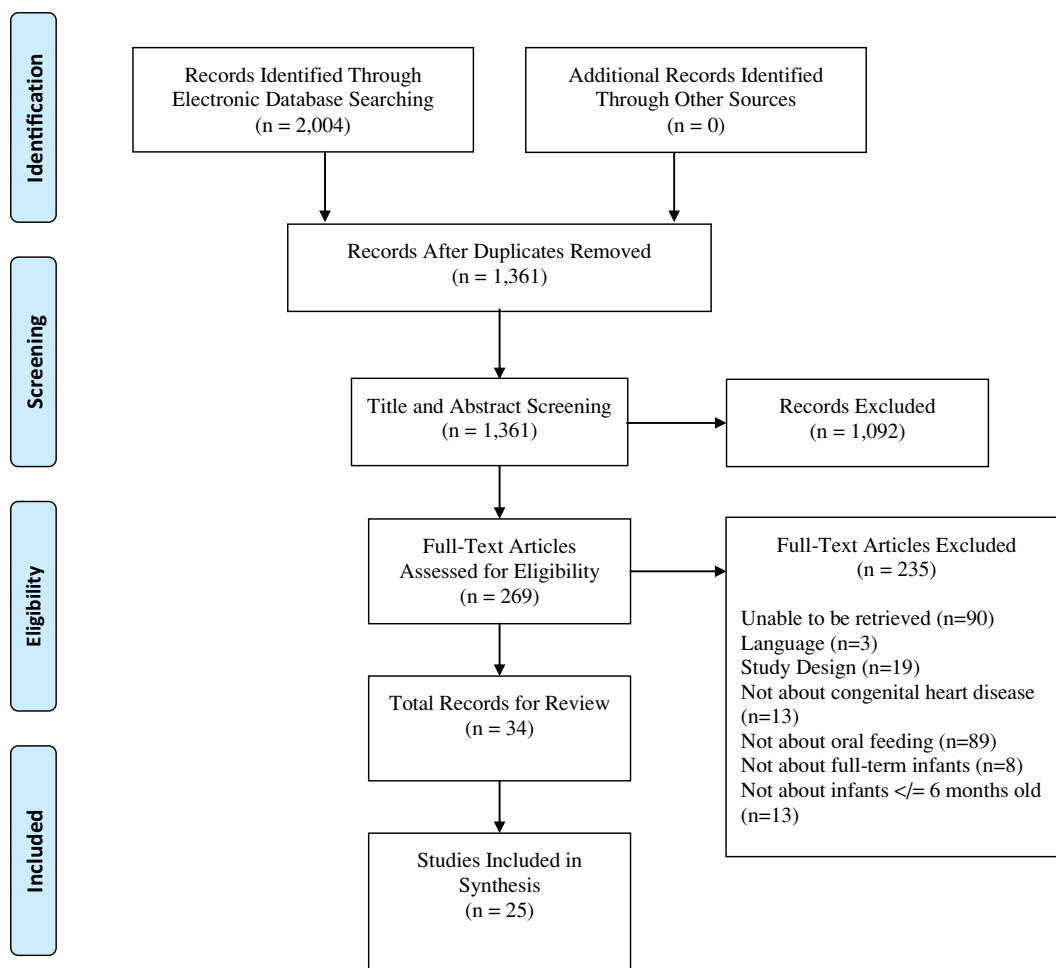 Identification
Records Identified Through
Electronic Database Searching
(n = 2,004)
Additional Records Identified
Through Other Sources
(n = 0)
Records After Duplicates Removed
(n = 1,361)
Screening
Title and Abstract Screening
(n = 1,361)
Records Excluded
(n = 1,092)
Eligibility
Full-Text Articles
Assessed for Eligibility
(n = 269)
Full-Text Articles Excluded
(n = 235)
Unable to be retrieved (n=90)
Language (n=3)
Study Design (n=19)
Not about congenital heart disease
(n=13)
Not about oral feeding (n=89)
Not about full-term infants (n=8)
Not about infants </= 6 months old
(n=13)
Total Records for Review
(n = 34)
Included
Studies Included in
Synthesis
(n = 25)